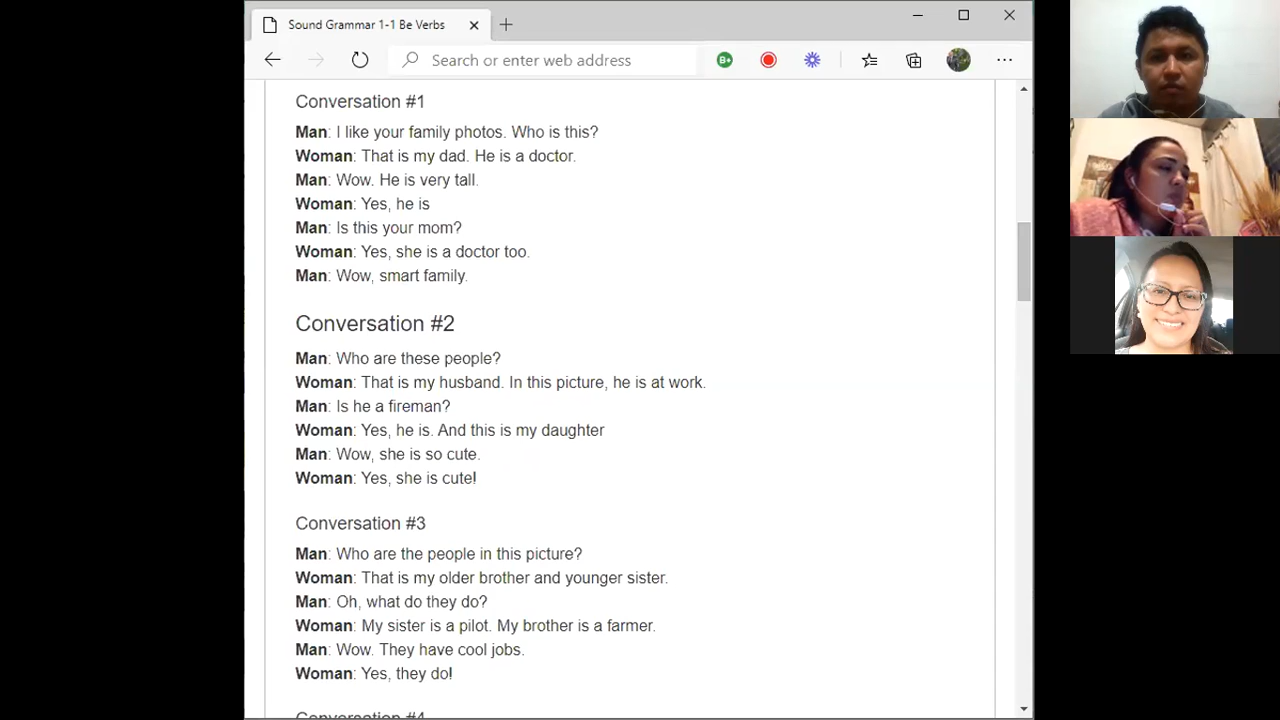 Sound Grammar 1-1 Be Verbs
Search or enter web address
B+
Conversation #1
Man: I like your family photos. Who is this?
Woman: That is my dad. He is a doctor.
Man: Wow. He is very tall.
Woman: Yes, he is
Man: Is this your mom?
Woman: Yes, she is a doctor too.
Man: Wow, smart family.
Conversation #2
Man: Who are these people?
Woman: That is my husband. In this picture, he is at work.
Man: Is he a fireman?
Woman: Yes, he is. And this is my daughter
Man: Wow, she is so cute.
Woman: Yes, she is cute!
Conversation #3
Man: Who are the people in this picture?
Woman: That is my older brother and younger sister.
Man: Oh, what do they do?
Woman: My sister is a pilot. My brother is a farmer.
Man: Wow. They have cool jobs.
Woman: Yes, they do!
Conversation #4